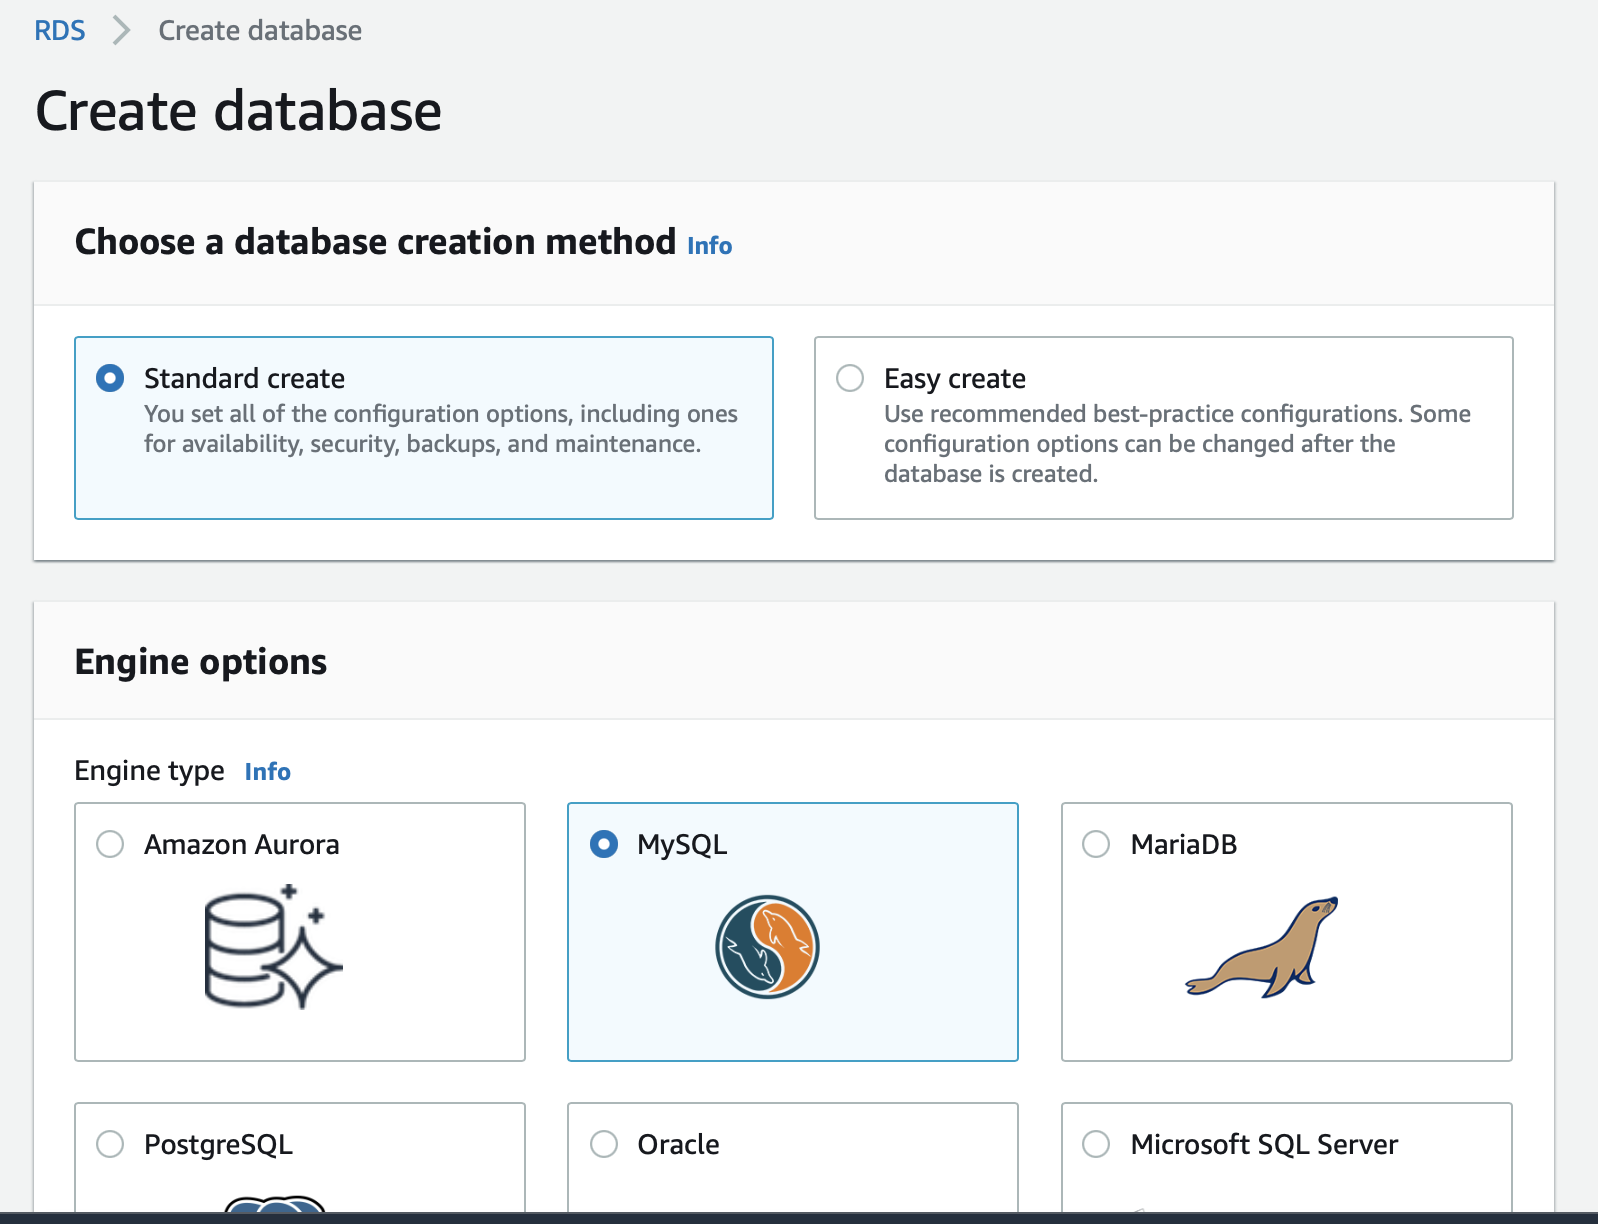 RDS > Create database
Create database
Choose a database creation method Info
Standard create
You set all of the configuration options, including ones
for availability, security, backups, and maintenance.
Easy create
Use recommended best-practice configurations. Some
configuration options can be changed after the
database is created.
Engine options
Engine type Info
Amazon Aurora
MySQL
MariaDB
PostgreSQL
Oracle
Microsoft SQL Server